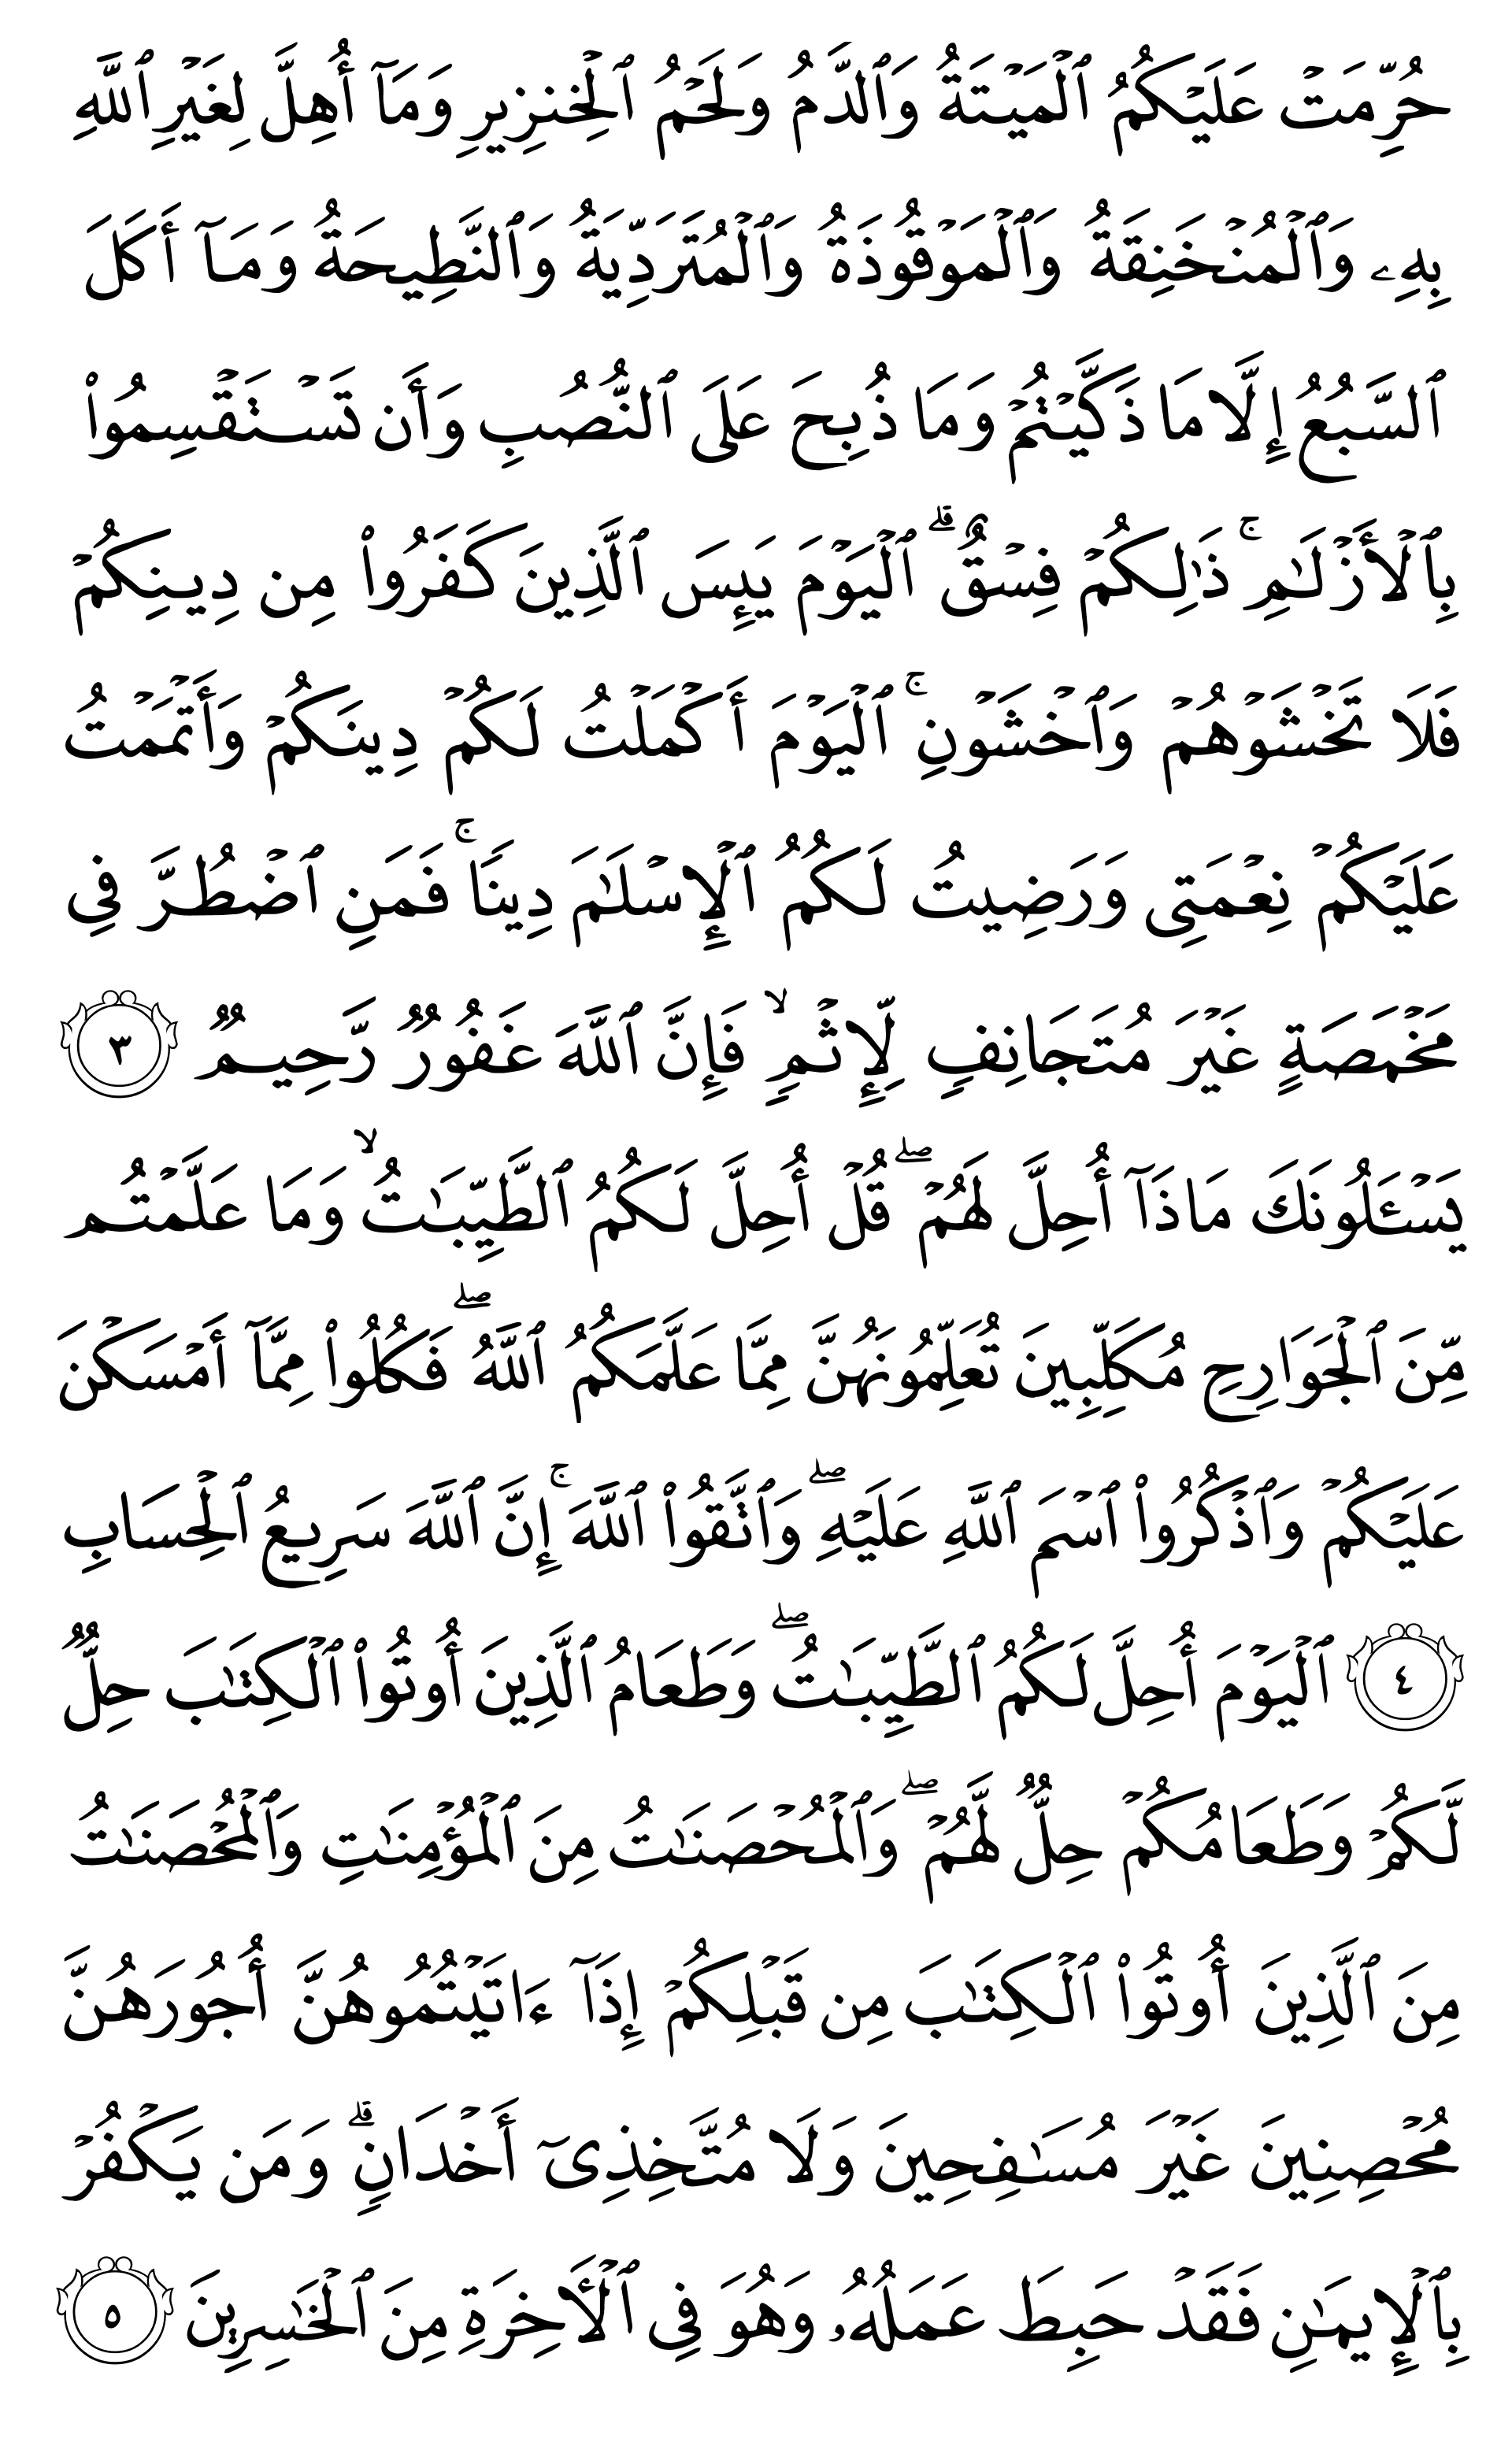 حُرِّمَتۡ عَلَيۡكُمُ ٱلۡمَيۡتَةُ وَٱلدَّمُ وَلَحۡمُ ٱلۡخِنزِيرِ وَمَآ أُهِلَّ لِغَيۡرِ ٱللَّهِ
بِهِۦ وَٱلۡمُنۡخَنِقَةُ وَٱلۡمَوۡقُوذَةُ وَٱلۡمُتَرَدِّيَةُ وَٱلنَّطِيحَةُ وَمَآ أَكَلَ
ٱلسَّبُعُ إِلَّا مَا ذَكَّيۡتُمۡ وَمَا ذُبِحَ عَلَى ٱلنُّصُبِ وَأَن تَسۡتَقۡسِمُواْ
بِٱلۡأَزۡلَٰمِۚ ذَٰلِكُمۡ فِسۡقٌۗ ٱلۡيَوۡمَ يَئِسَ ٱلَّذِينَ كَفَرُواْ مِن دِينِكُمۡ
فَلَا تَخۡشَوۡهُمۡ وَٱخۡشَوۡنِۚ ٱلۡيَوۡمَ أَكۡمَلۡتُ لَكُمۡ دِينَكُمۡ وَأَتۡمَمۡتُ
عَلَيۡكُمۡ نِعۡمَتِي وَرَضِيتُ لَكُمُ ٱلۡإِسۡلَٰمَ دِينٗاۚ فَمَنِ ٱضۡطُرَّ فِي
مَخۡمَصَةٍ غَيۡرَ مُتَجَانِفٖ لِّإِثۡمٖ ۙ فَإِنَّ ٱللَّهَ غَفُورٞ رَّحِيمٞ ٣
يَسۡـَٔلُونَكَ مَاذَآ أُحِلَّ لَهُمۡۖ قُلۡ أُحِلَّ لَكُمُ ٱلطَّيِّبَٰتُ ۙ وَمَا عَلَّمۡتُم
مِّنَ ٱلۡجَوَارِحِ مُكَلِّبِينَ تُعَلِّمُونَهُنَّ مِمَّا عَلَّمَكُمُ ٱللَّهُۖ فَكُلُواْ مِمَّآ أَمۡسَكۡنَ
عَلَيۡكُمۡ وَٱذۡكُرُواْ ٱسۡمَ ٱللَّهِ عَلَيۡهِۖ وَٱتَّقُواْ ٱللَّهَۚ إِنَّ ٱللَّهَ سَرِيعُ ٱلۡحِسَابِ
٤ ٱلۡيَوۡمَ أُحِلَّ لَكُمُ ٱلطَّيِّبَٰتُۖ وَطَعَامُ ٱلَّذِينَ أُوتُواْ ٱلۡكِتَٰبَ حِلّٞ
لَّكُمۡ وَطَعَامُكُمۡ حِلّٞ لَّهُمۡۖ وَٱلۡمُحۡصَنَٰتُ مِنَ ٱلۡمُؤۡمِنَٰتِ وَٱلۡمُحۡصَنَٰتُ
مِنَ ٱلَّذِينَ أُوتُواْ ٱلۡكِتَٰبَ مِن قَبۡلِكُمۡ إِذَآ ءَاتَيۡتُمُوهُنَّ أُجُورَهُنَّ
مُحۡصِنِينَ غَيۡرَ مُسَٰفِحِينَ وَلَا مُتَّخِذِيٓ أَخۡدَانٖۗ وَمَن يَكۡفُرۡ
بِٱلۡإِيمَٰنِ فَقَدۡ حَبِطَ عَمَلُهُۥ وَهُوَ فِي ٱلۡأٓخِرَةِ مِنَ ٱلۡخَٰسِرِينَ ٥